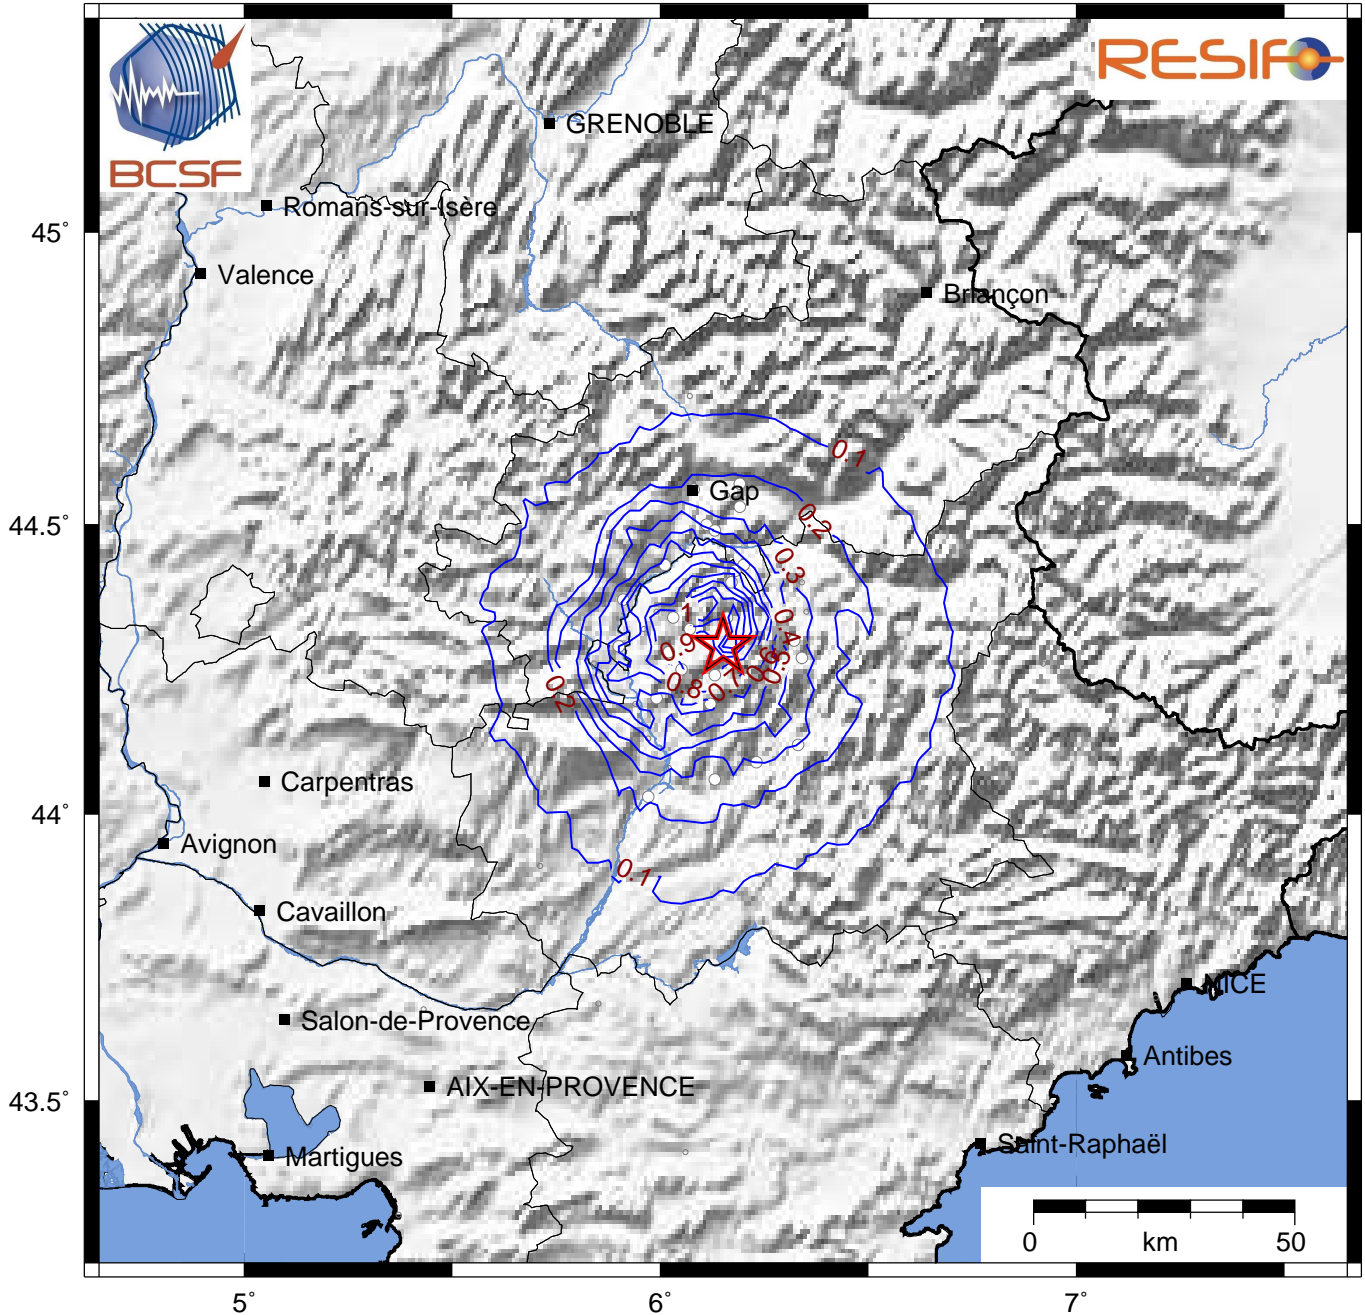 BCSF
RESIF
GRENOBLE
Romans-sur-Isère
45°
Valence
Briançon
0.1
Gap
44.5°
0.2
0.3
1
0.4
0.9
0.8
0.7
0.2
Carpentras
44°
Avignon
0.1
Cavaillon
NICE
Salon-de-Provence
Antibes
AIX-EN-PROVENCE
43.5°
Saint-Raphaël
Martigues
0 km 50
5° 6° 7°